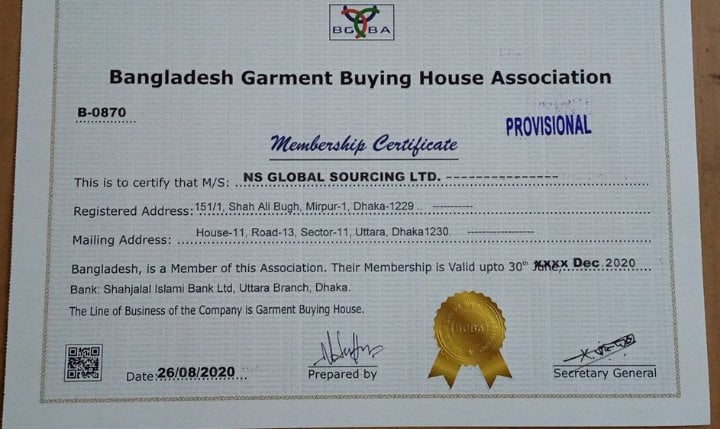 BGBA
Bangladesh Garment Buying House Association
B-0870
PROVISIONAL
Membership Certificate
This is to certify that M/S: NS GLOBAL SOURCING LTD.
Registered Address: 151/1, Shah Ali Bugh, Mirpur-1, Dhaka-1229
Mailing Address: House-11, Road-13, Sector-11, Uttara, Dhaka1230.
Bangladesh, is a Member of this Association. Their Membership is Valid upto 30th June, xxxx Dec 2020
Bank: Shahjalal Islami Bank Ltd, Uttara Branch, Dhaka.
The Line of Business of the Company is Garment Buying House.
BGBA
Date: 26/08/2020
Prepared by
Secretary General